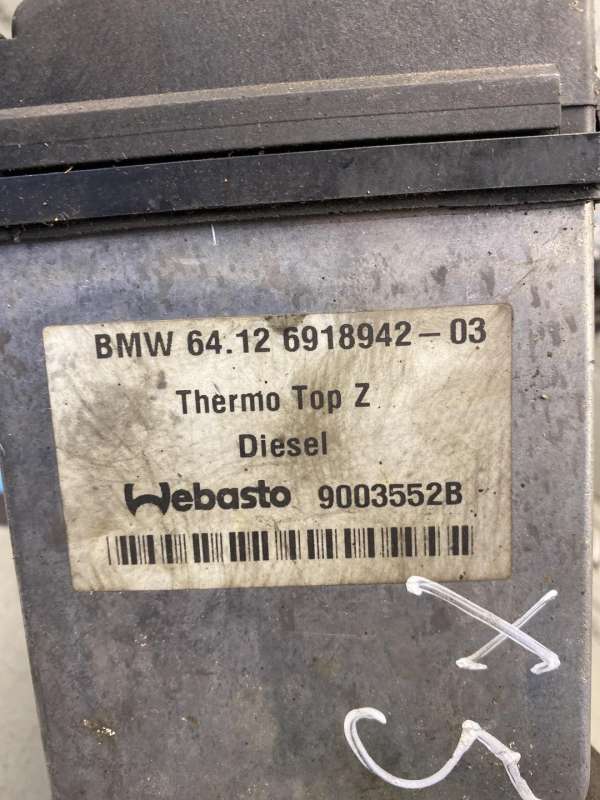 BMW 64.12 6918942-03
Thermo Top Z
Diesel
Webasto 9003552B
X